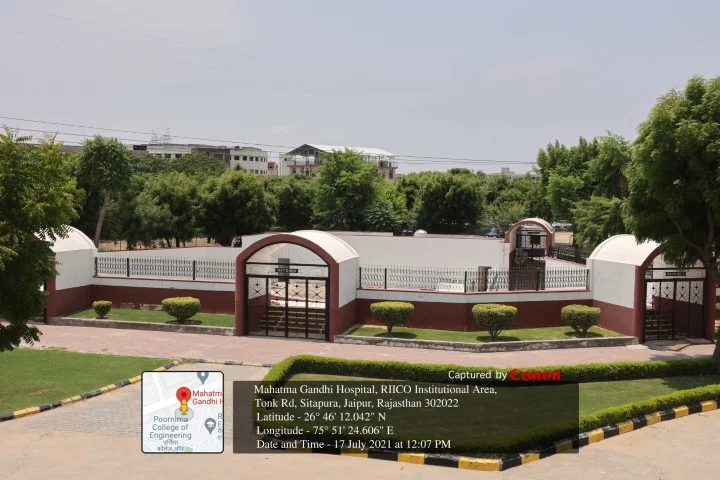 Captured by Canon
Mahatma Gandhi Hospital, RIICO Institutional Area,
Tonk Rd, Sitapura, Jaipur, Rajasthan 302022
Latitude - 26° 46' 12.042" N
Longitude - 75° 51' 24.606" E
Date and Time - 17 July 2021 at 12:07 PM
Mahatm
Gandhi H
Poornima
College of
Engineering